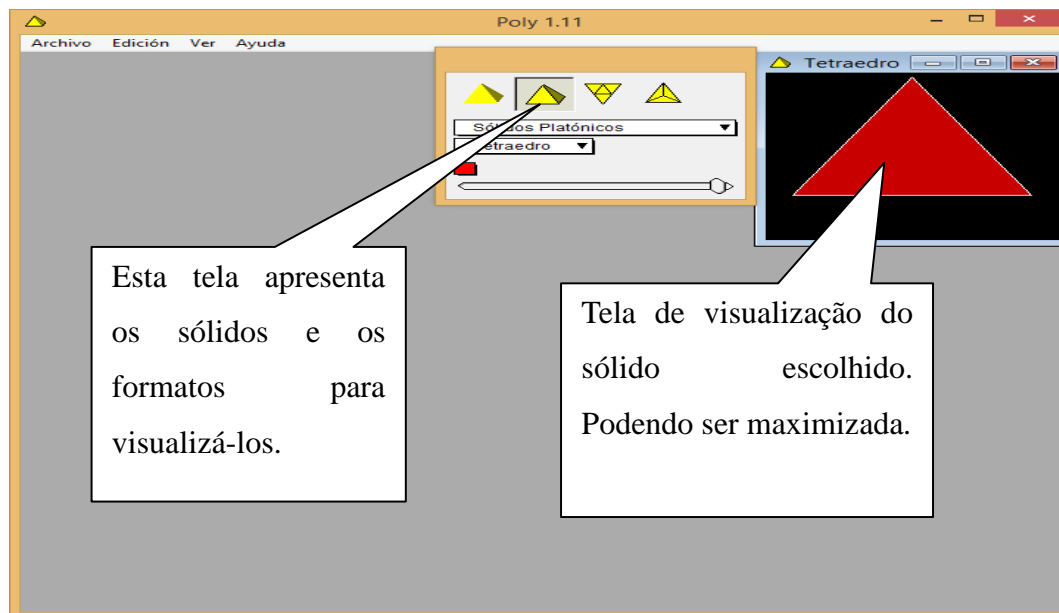 Poly 1.11
Archivo Edición Ver Ayuda
Tetraedro
Sólidos Platónicos
Tetraedro
Esta tela apresenta
os sólidos e os
formatos para
visualizá-los.
Tela de visualização do
sólido escolhido.
Podendo ser maximizada.